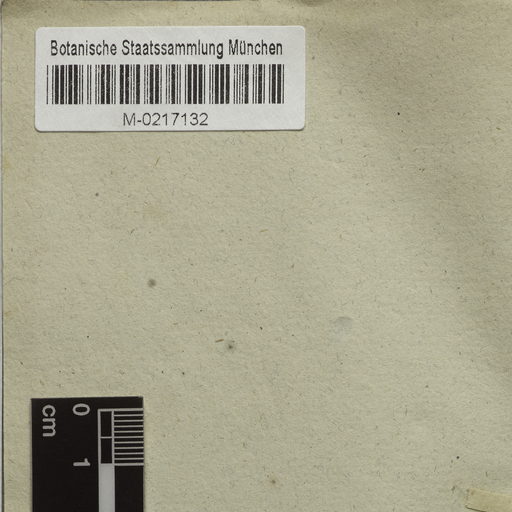 Botanische Staatssammlung München
M-0217132
0
1
cm